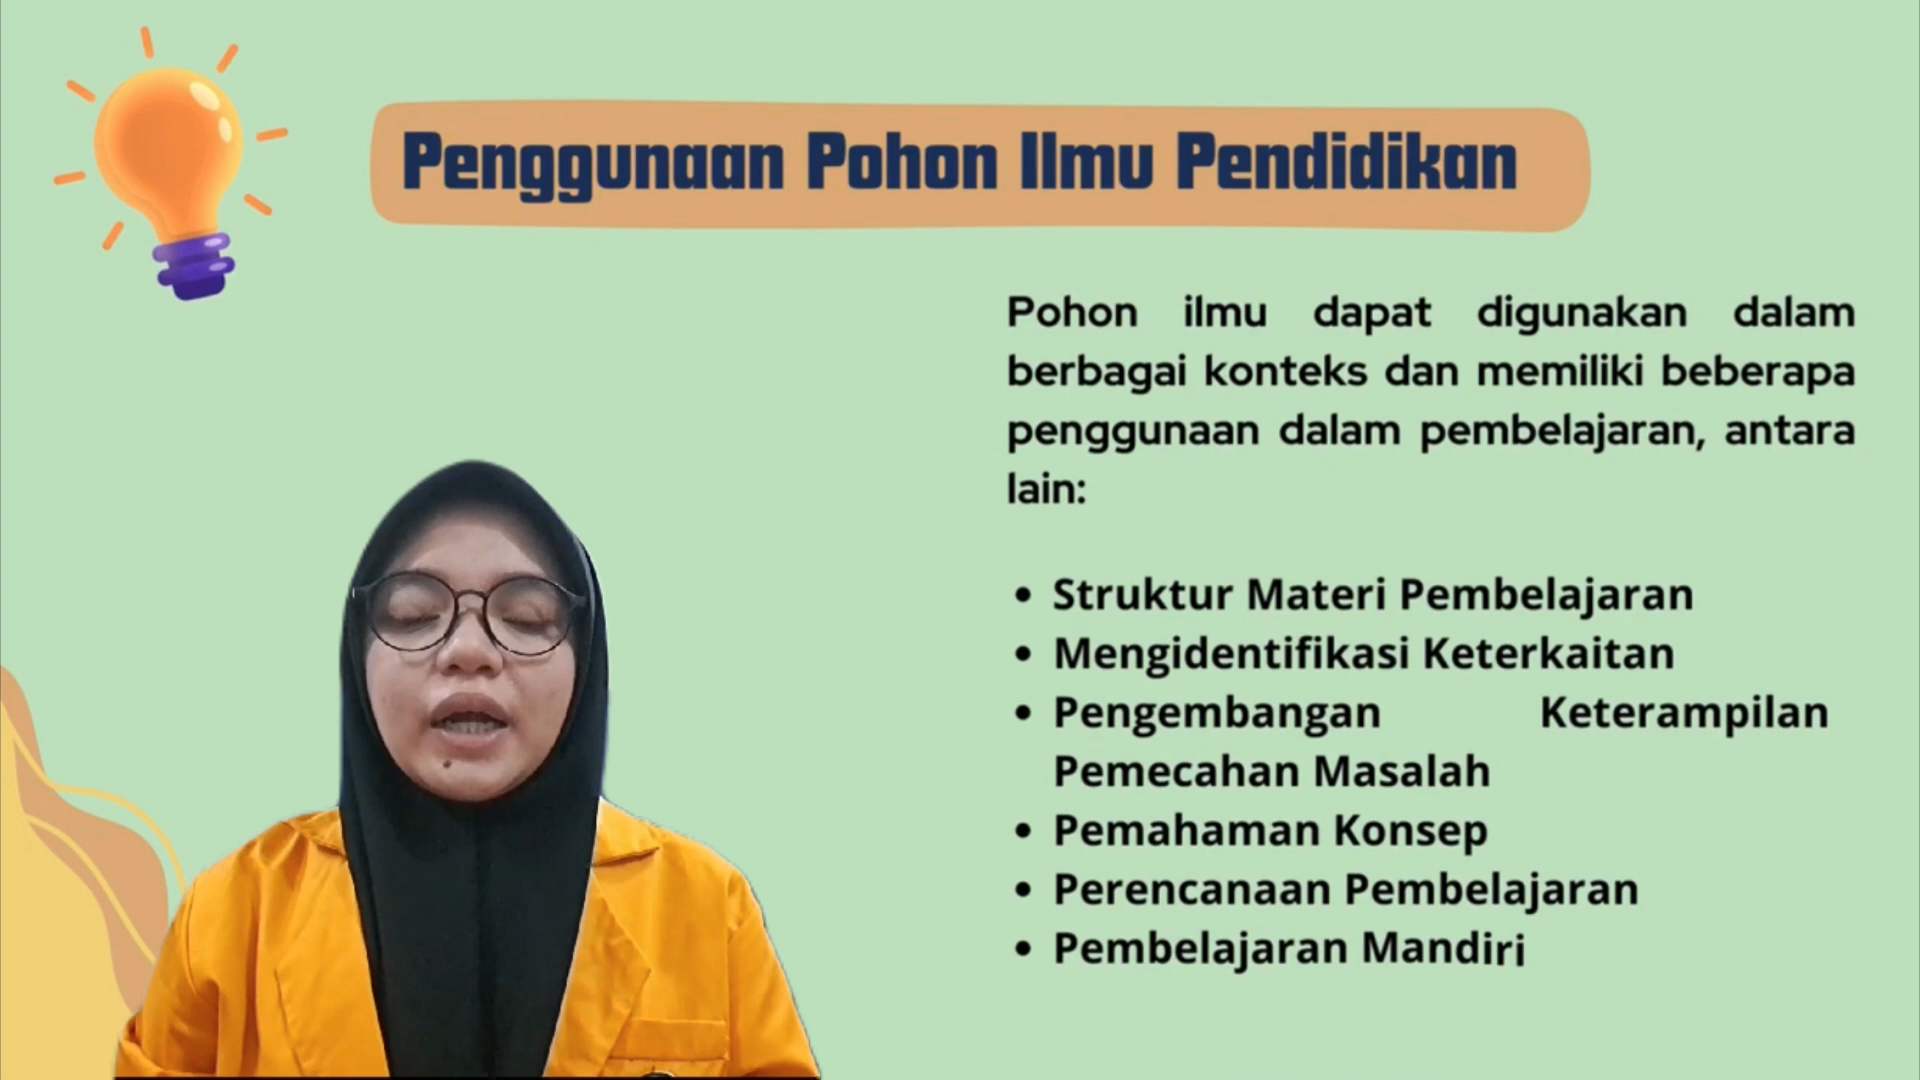 Penggunaan Pohon Ilmu Pendidikan
Pohon ilmu dapat digunakan dalam
berbagai konteks dan memiliki beberapa
penggunaan dalam pembelajaran, antara
lain:
• Struktur Materi Pembelajaran
• Mengidentifikasi Keterkaitan
• Pengembangan Keterampilan
Pemecahan Masalah
• Pemahaman Konsep
• Perencanaan Pembelajaran
• Pembelajaran Mandiri